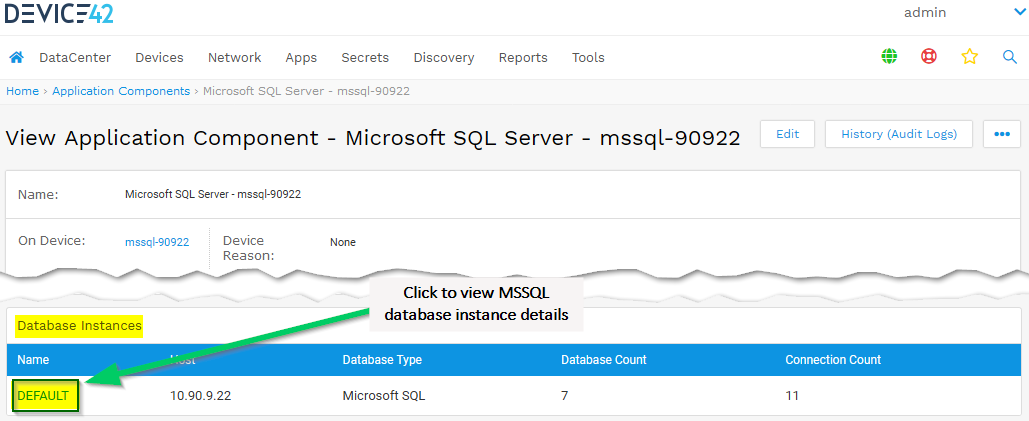 DEVICE42
admin
DataCenter Devices Network Apps Secrets Discovery Reports Tools
Home › Application Components › Microsoft SQL Server - mssql-90922
View Application Component - Microsoft SQL Server - mssql-90922
Edit History (Audit Logs) •••
Name: Microsoft SQL Server - mssql-90922
On Device: mssql-90922 Device Reason: None
Click to view MSSQL
database instance details
Database Instances
Name Host Database Type Database Count Connection Count
DEFAULT 10.90.9.22 Microsoft SQL 7 11